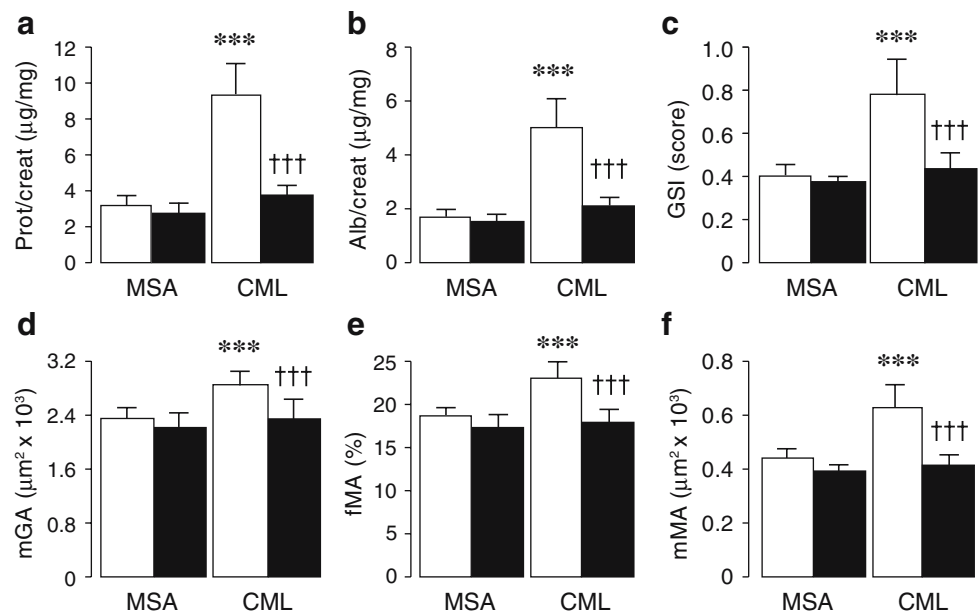 a
Prot/creat (μg/mg)
12
10
8
6
4
2
0
***
†††
MSA CML
b
Alb/creat (μg/mg)
8
6
4
2
0
***
†††
MSA CML
c
GSI (score)
1.0
0.8
0.6
0.4
0.2
0
***
†††
MSA CML
d
mGA (μm² x 10³)
3.2
2.4
1.6
0.8
0
***
†††
MSA CML
e
fMA (%)
25
20
15
10
5
0
***
†††
MSA CML
f
mMA (μm² x 10³)
0.8
0.6
0.4
0.2
0
***
†††
MSA CML